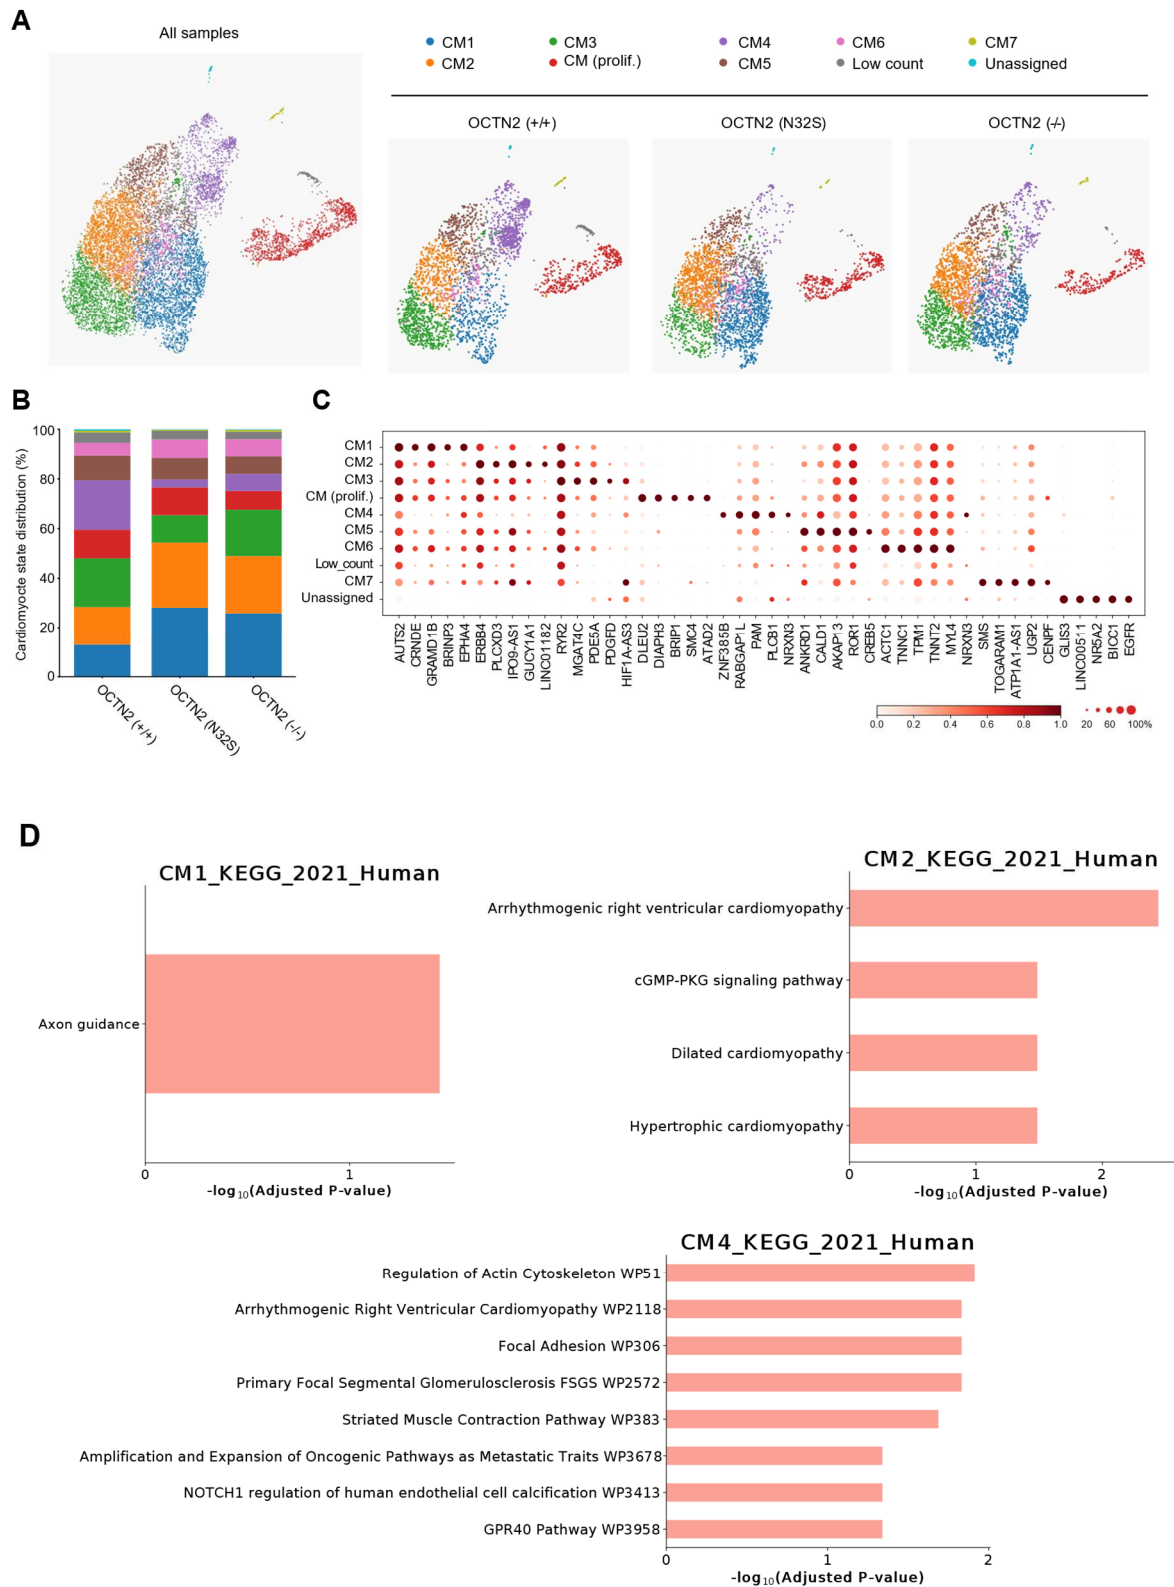 A
All samples
CM1
CM3
CM4
CM6
CM7
CM2
CM (prolif.)
CM5
Low count
Unassigned
OCTN2 (+/+)
OCTN2 (N32S)
OCTN2 (-/-)
B
Cardiomyocte state distribution (%)
100
80
60
40
20
0
OCTN2 (+/+)
OCTN2 (N32S)
OCTN2 (-/-)
C
CM1
CM2
CM3
CM (prolif.)
CM4
CM5
CM6
Low_count
CM7
Unassigned
AUTS2
CRNDE
GRAMD1B
BRINP3
EPHA4
ERBB4
PLCXD3
IPO9-AS1
GUCY1A1
LINC01182
RYR2
MGAT4C
PDE5A
PDGFD
HIF1A-AS3
DLEU2
DIAPH3
BRIP1
SMC4
ATAD2
ZNF385B
RABGAP1L
PAM
PLCB1
NRXN3
ANKRD1
CALD1
AKAP13
ROR1
CREB5
ACTC1
TNNC1
TPM1
TNNT2
MYL4
NRXN3
SMS
TOGARAM1
ATP1A1-AS1
UGP2
CENPF
GLIS3
LINC00511
NR5A2
BICC1
EGFR
0.0 0.2 0.4 0.6 0.8 1.0
20 60 100%
D
CM1_KEGG_2021_Human
Axon guidance
0 1
-log10(Adjusted P-value)
CM2_KEGG_2021_Human
Arrhythmogenic right ventricular cardiomyopathy
cGMP-PKG signaling pathway
Dilated cardiomyopathy
Hypertrophic cardiomyopathy
0 1 2
-log10(Adjusted P-value)
CM4_KEGG_2021_Human
Regulation of Actin Cytoskeleton WP51
Arrhythmogenic Right Ventricular Cardiomyopathy WP2118
Focal Adhesion WP306
Primary Focal Segmental Glomerulosclerosis FSGS WP2572
Striated Muscle Contraction Pathway WP383
Amplification and Expansion of Oncogenic Pathways as Metastatic Traits WP3678
NOTCH1 regulation of human endothelial cell calcification WP3413
GPR40 Pathway WP3958
0 1 2
-log10(Adjusted P-value)